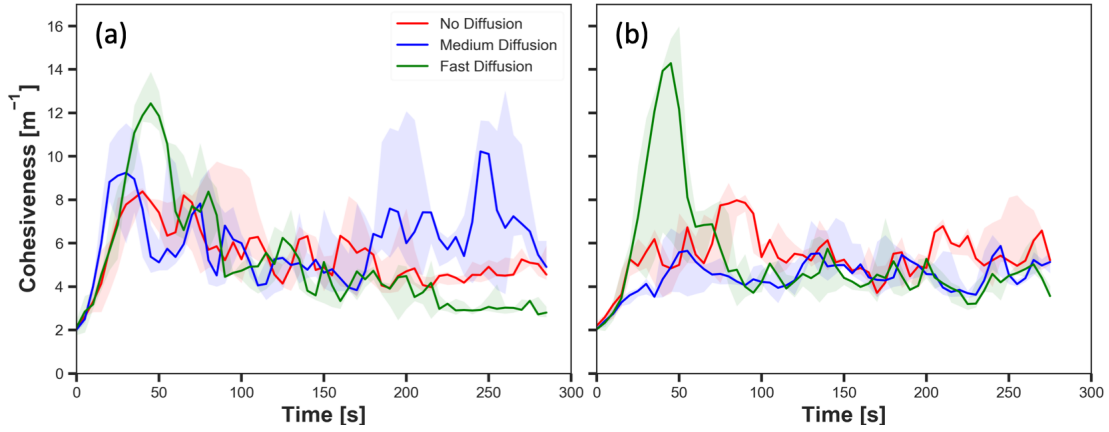 (a)
No Diffusion
Medium Diffusion
Fast Diffusion
(b)
Cohesiveness [m⁻¹]
16
14
12
10
8
6
4
2
0
0 50 100 150 200 250 300
0 50 100 150 200 250 300
Time [s]
Time [s]